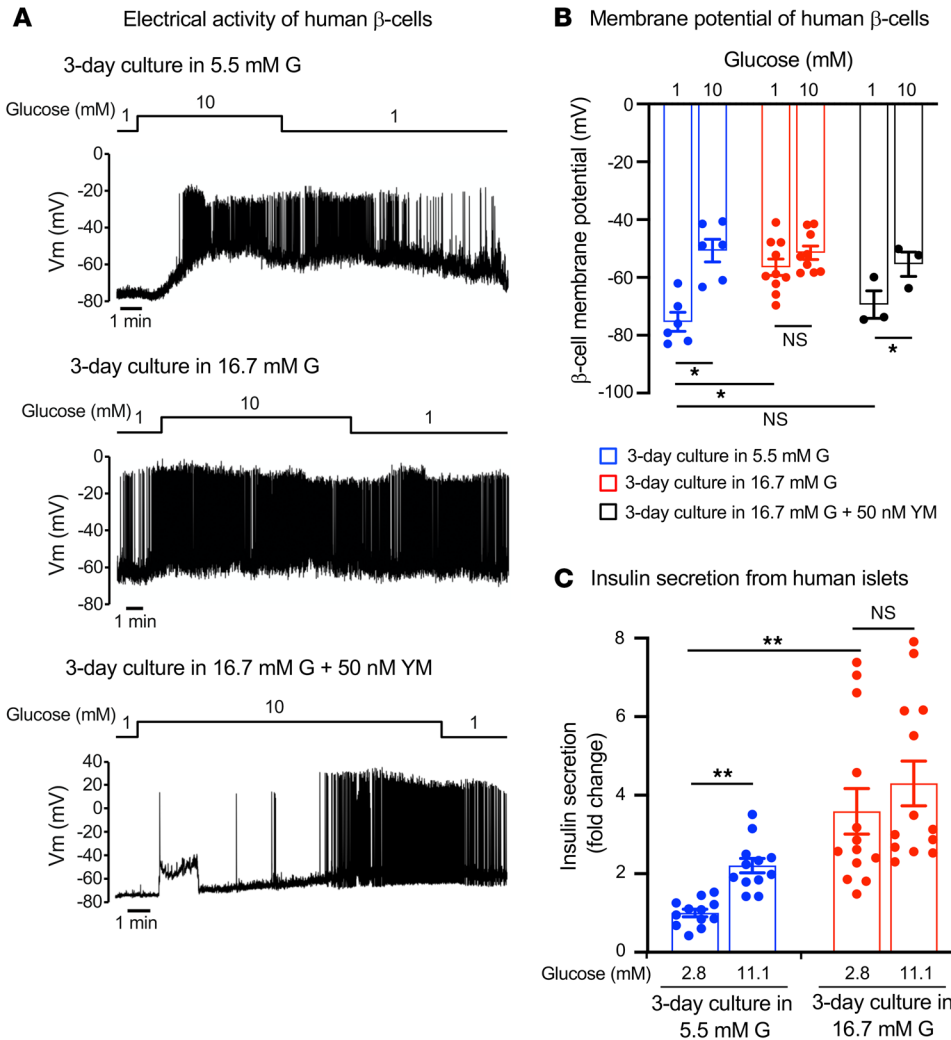 A Electrical activity of human β-cells
3-day culture in 5.5 mM G
Glucose (mM) 1 10 1
0
-20
-40
-60
-80
Vm (mV)
1 min
3-day culture in 16.7 mM G
Glucose (mM) 1 10 1
0
-20
-40
-60
-80
Vm (mV)
1 min
3-day culture in 16.7 mM G + 50 nM YM
Glucose (mM) 1 10 1
40
20
0
-20
-40
-60
-80
Vm (mV)
1 min
B Membrane potential of human β-cells
Glucose (mM)
1 10 1 10 1 10
0
-20
-40
-60
-80
-100
β-cell membrane potential (mV)
NS
*
*
*
NS
3-day culture in 5.5 mM G
3-day culture in 16.7 mM G
3-day culture in 16.7 mM G + 50 nM YM
C Insulin secretion from human islets
NS
**
**
8
6
4
2
0
Insulin secretion
(fold change)
Glucose (mM) 2.8 11.1 2.8 11.1
3-day culture in
5.5 mM G
3-day culture in
16.7 mM G